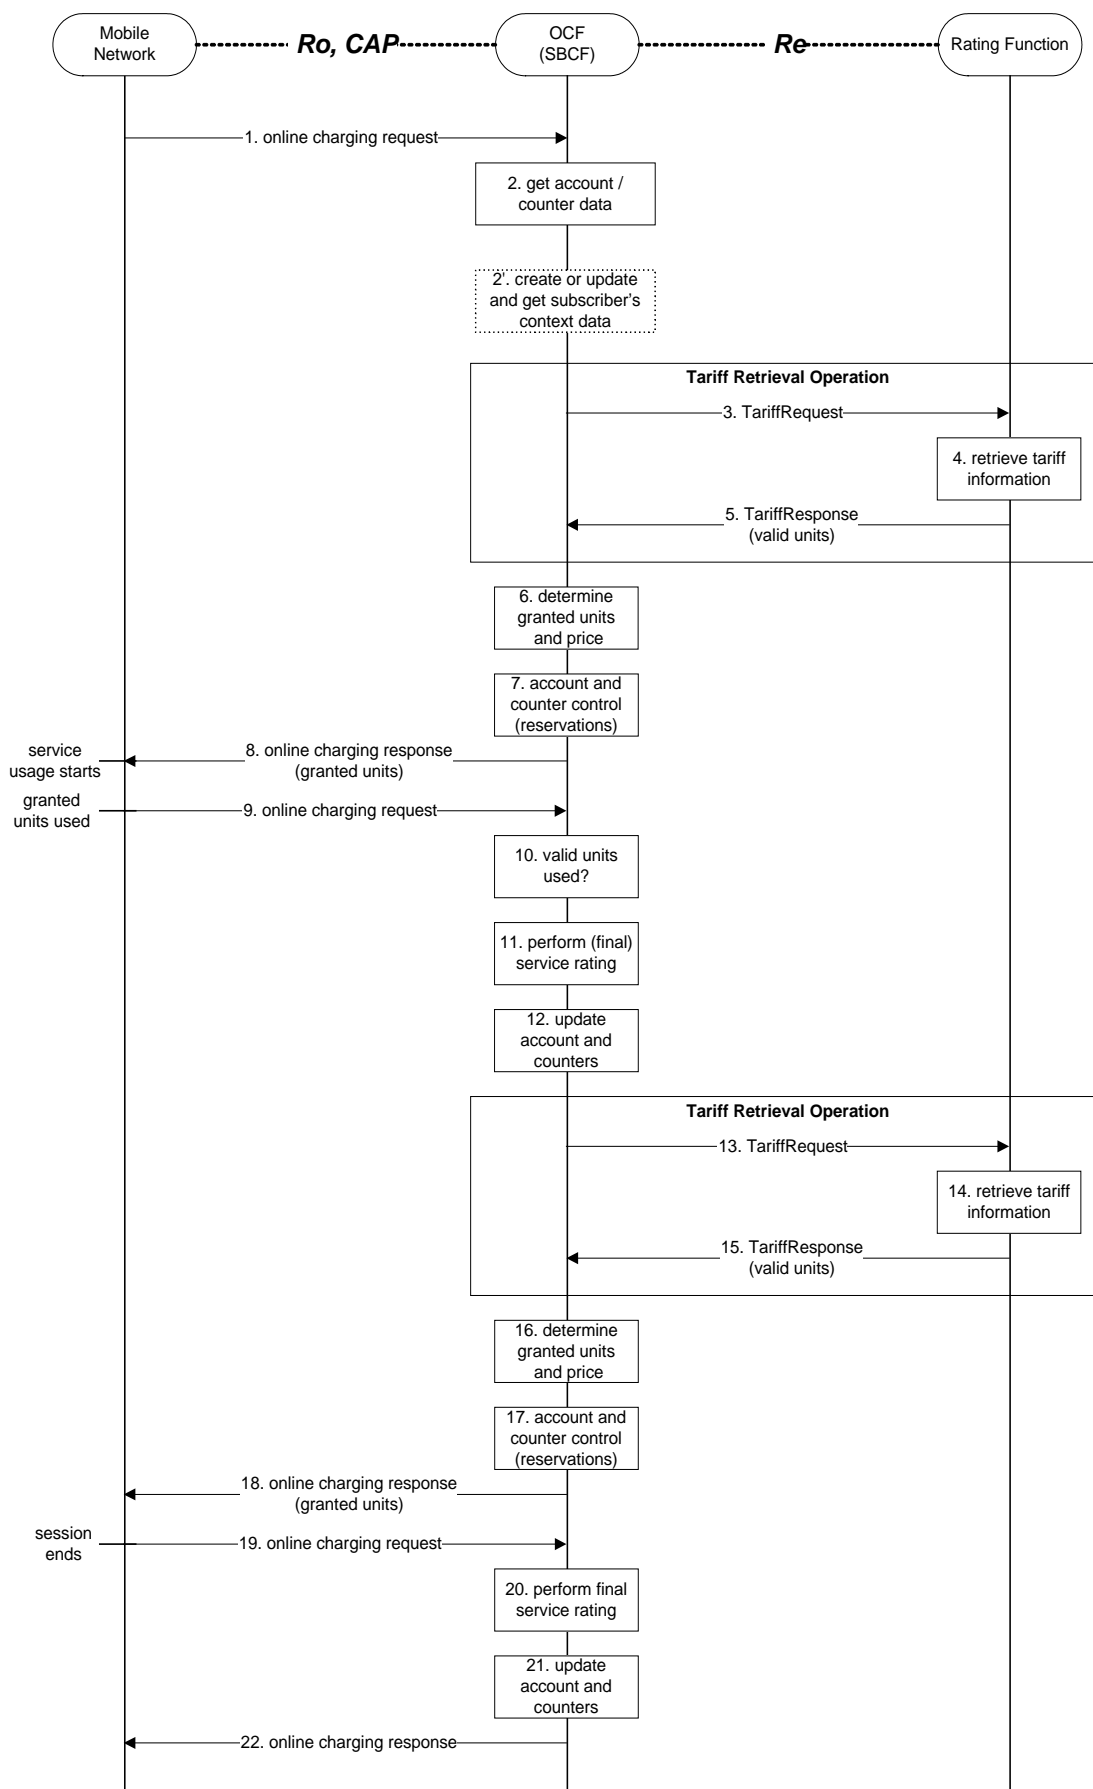 Mobile
Network
Ro, CAP
OCF
(SBCF)
Re
Rating Function
1. online charging request
2. get account /
counter data
2'. create or update
and get subscriber's
context data
Tariff Retrieval Operation
3. TariffRequest
4. retrieve tariff
information
5. TariffResponse
(valid units)
6. determine
granted units
and price
7. account and
counter control
(reservations)
service
usage starts
8. online charging response
(granted units)
granted
units used
9. online charging request
10. valid units
used?
11. perform (final)
service rating
12. update
account and
counters
Tariff Retrieval Operation
13. TariffRequest
14. retrieve tariff
information
15. TariffResponse
(valid units)
16. determine
granted units
and price
17. account and
counter control
(reservations)
18. online charging response
(granted units)
session
ends
19. online charging request
20. perform final
service rating
21. update
account and
counters
22. online charging response